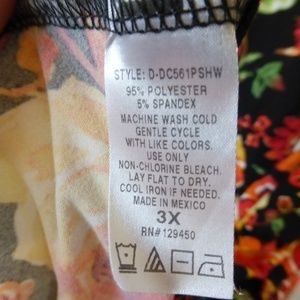 STYLE: D-DC561PSHW
95% POLYESTER
5% SPANDEX
MACHINE WASH COLD
GENTLE CYCLE
WITH LIKE COLORS.
USE ONLY
NON-CHLORINE BLEACH.
LAY FLAT TO DRY.
COOL IRON IF NEEDED.
MADE IN MEXICO
3X
RN#129450